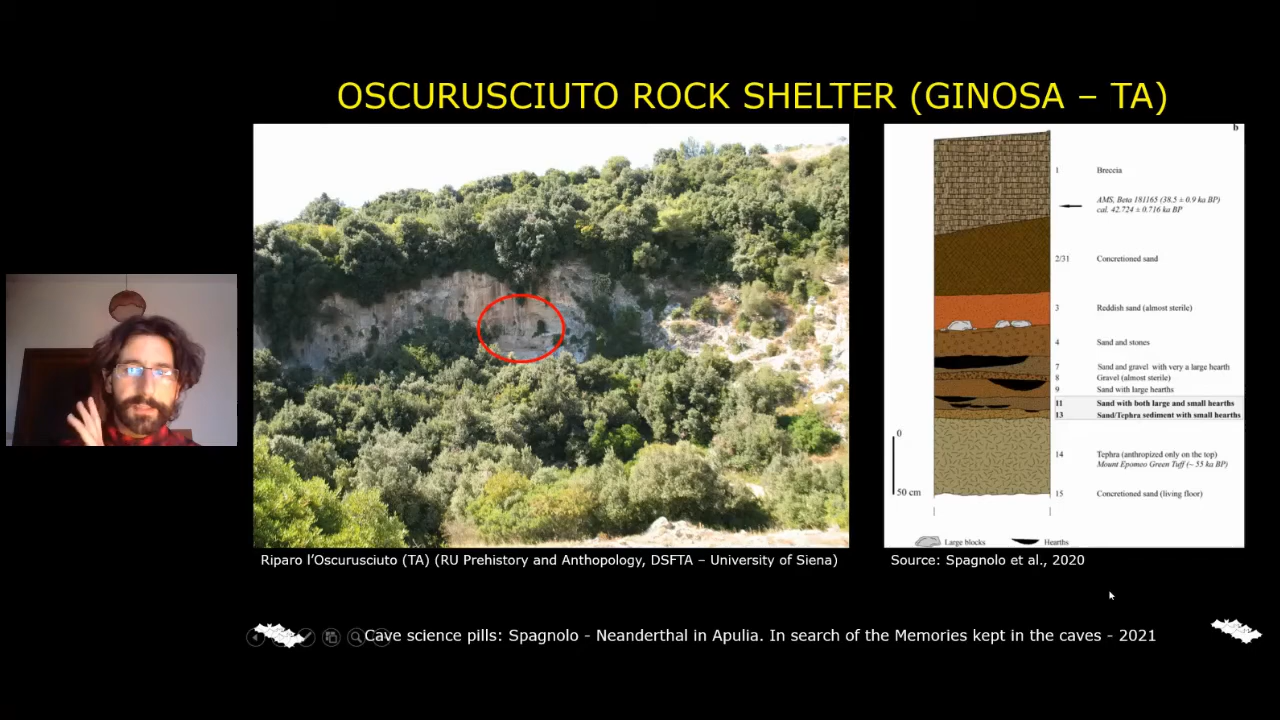 OSCURUSCIUTO ROCK SHELTER (GINOSA – TA)
b
1 Breccia
AMS, Beta 181165 (38.5 ± 0.9 ka BP)
cal. 42.724 ± 0.716 ka BP
2/31 Concretioned sand
3 Reddish sand (almost sterile)
4 Sand and stones
7 Sand and gravel with very a large hearth
8 Gravel (almost sterile)
9 Sand with large hearths
11 Sand with both large and small hearths
13 Sand/Tephra sediment with small hearths
0
14 Tephra (anthropized only on the top)
Mount Epomeo Green Tuff (~ 55 ka BP)
50 cm
15 Concretioned sand (living floor)
Large blocks
Hearths
Riparo l'Oscurusciuto (TA) (RU Prehistory and Anthopology, DSFTA – University of Siena)
Source: Spagnolo et al., 2020
Cave science pills: Spagnolo - Neanderthal in Apulia. In search of the Memories kept in the caves - 2021